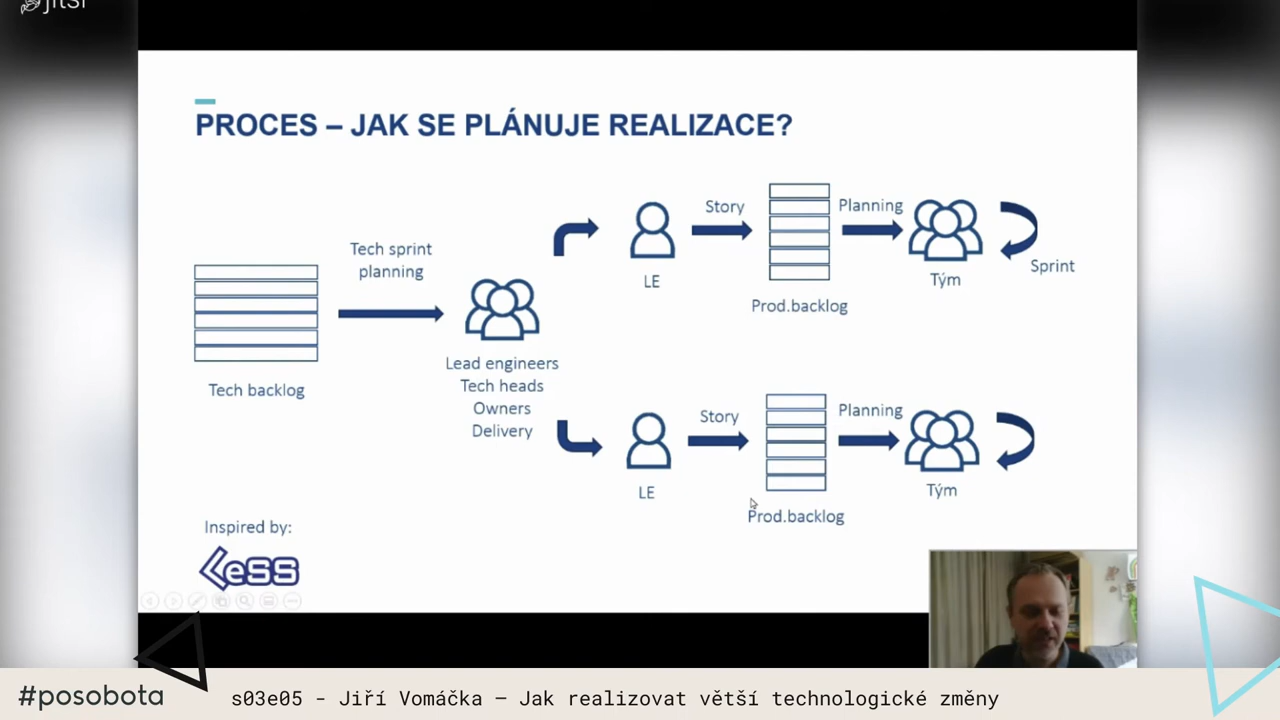 jitsi
PROCES – JAK SE PLÁNUJE REALIZACE?
Tech sprint
planning
Tech backlog
Lead engineers
Tech heads
Owners
Delivery
LE
Story
Prod.backlog
Planning
Tým
Sprint
LE
Story
Prod.backlog
Planning
Tým
Inspired by:
LeSS
#posobota
s03e05 - Jiří Vomáčka – Jak realizovat větší technologické změny